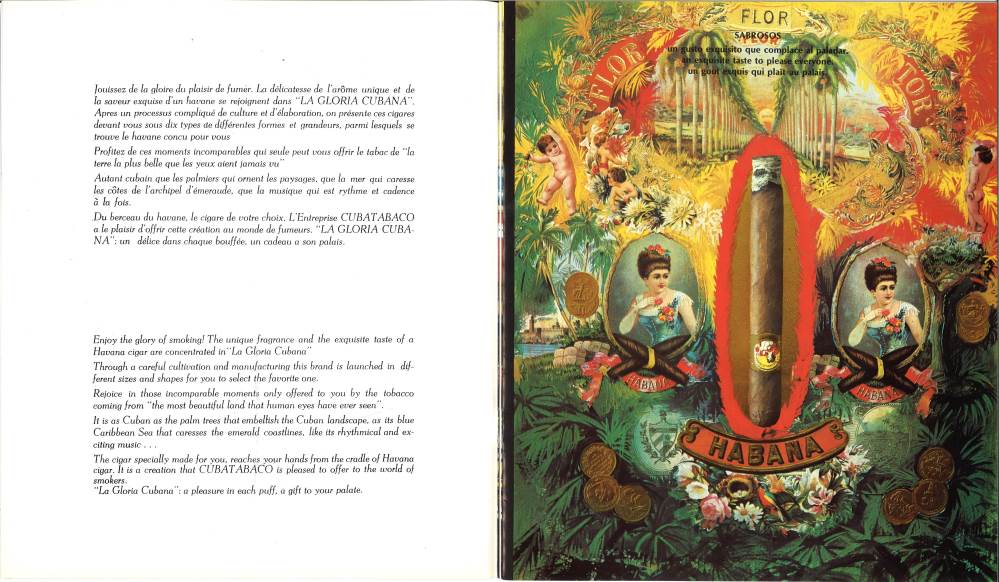 Jouissez de la gloire du plaisir de fumer. La délicatesse de l'arôme unique et de
la saveur exquise d'un havane se rejoignent dans "LA GLORIA CUBANA".
Apres un processus compliqué de culture et d'élaboration, on présente ces cigares
devant vous sous dix types de différentes formes et grandeurs, parmi lesquels se
trouve le havane concu pour vous
Profitez de ces moments incomparables qui seule peut vous offrir le tabac de "la
terre la plus belle que les yeux aient jamais vu"
Autant cubain que les palmiers qui ornent les paysages, que la mer qui caresse
les côtes de l'archipel d'émeraude, que la musique qui est rythme et cadence
à la fois.
Du berceau du havane, le cigare de votre choix. L'Entreprise CUBATABACO
a le plaisir d'offrir cette création au monde de fumeurs. "LA GLORIA CUBA-
NA": un délice dans chaque bouffée, un cadeau a son palais.
Enjoy the glory of smoking! The unique fragrance and the exquisite taste of a
Havana cigar are concentrated in "La Gloria Cubana"
Through a careful cultivation and manufacturing this brand is launched in dif-
ferent sizes and shapes for you to select the favorite one.
Rejoice in those incomparable moments only offered to you by the tobacco
coming from "the most beautiful land that human eyes have ever seen".
It is as Cuban as the palm trees that embellish the Cuban landscape, as its blue
Caribbean Sea that caresses the emerald coastlines, like its rhythmical and ex-
citing music . . .
The cigar specially made for you, reaches your hands from the cradle of Havana
cigar. It is a creation that CUBATABACO is pleased to offer to the world of
smokers.
"La Gloria Cubana": a pleasure in each puff, a gift to your palate.
FLOR
SABROSOS
FLOR
un gusto exquisito que complace al paladar.
an exquisite taste to please everyone.
un goût exquis qui plaît au palais.
FLOR
LOR
HABANA
HABANA
HABANA